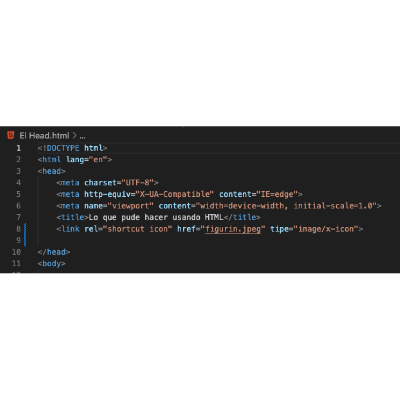 El Head.html > ...
1 <!DOCTYPE html>
2 <html lang="en">
3 <head>
4 <meta charset="UTF-8">
5 <meta http-equiv="X-UA-Compatible" content="IE=edge">
6 <meta name="viewport" content="width=device-width, initial-scale=1.0">
7 <title>Lo que pude hacer usando HTML</title>
8 <link rel="shortcut icon" href="figurin.jpeg" tipe="image/x-icon">
9
10 </head>
11 <body>